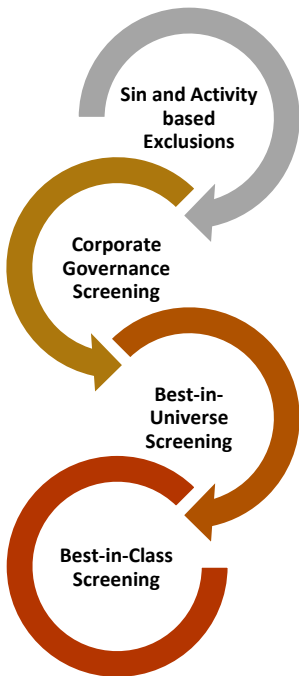 Sin and Activity
based
Exclusions
Corporate
Governance
Screening
Best-in-
Universe
Screening
Best-in-Class
Screening